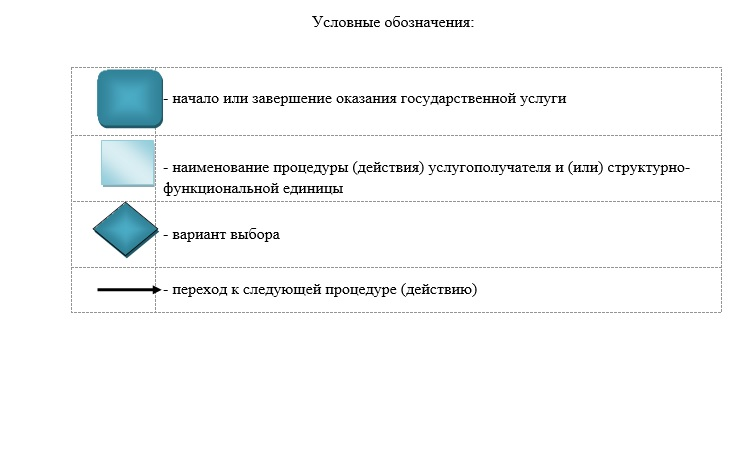 Условные обозначения:
- начало или завершение оказания государственной услуги
- наименование процедуры (действия) услугополучателя и (или) структурно-
функциональной единицы
- вариант выбора
- переход к следующей процедуре (действию)